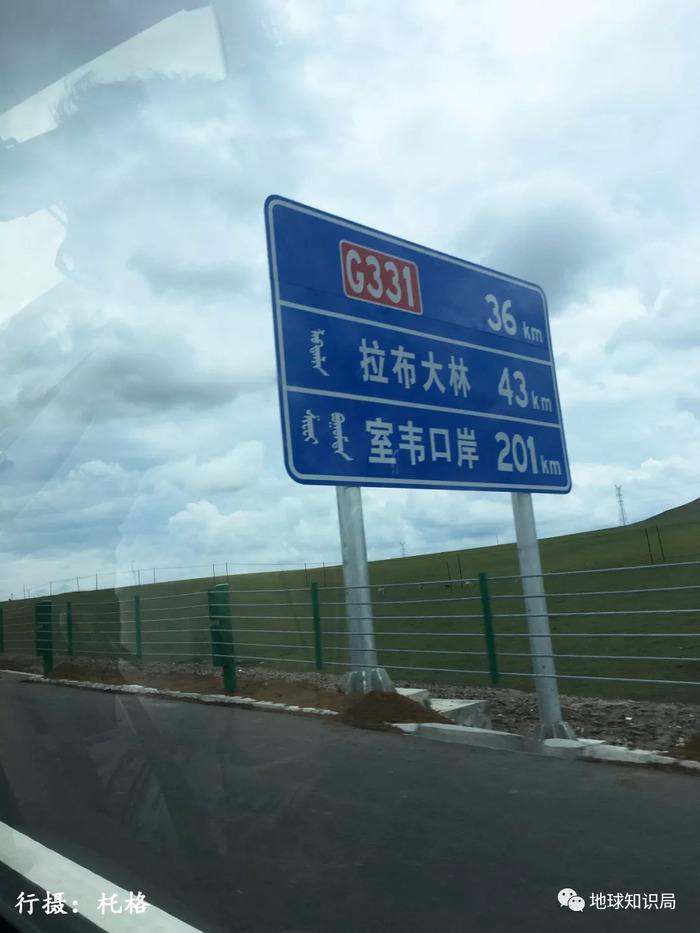 G331 36 km
拉布大林 43 km
室韦口岸 201 km
行摄：托格
地球知识局